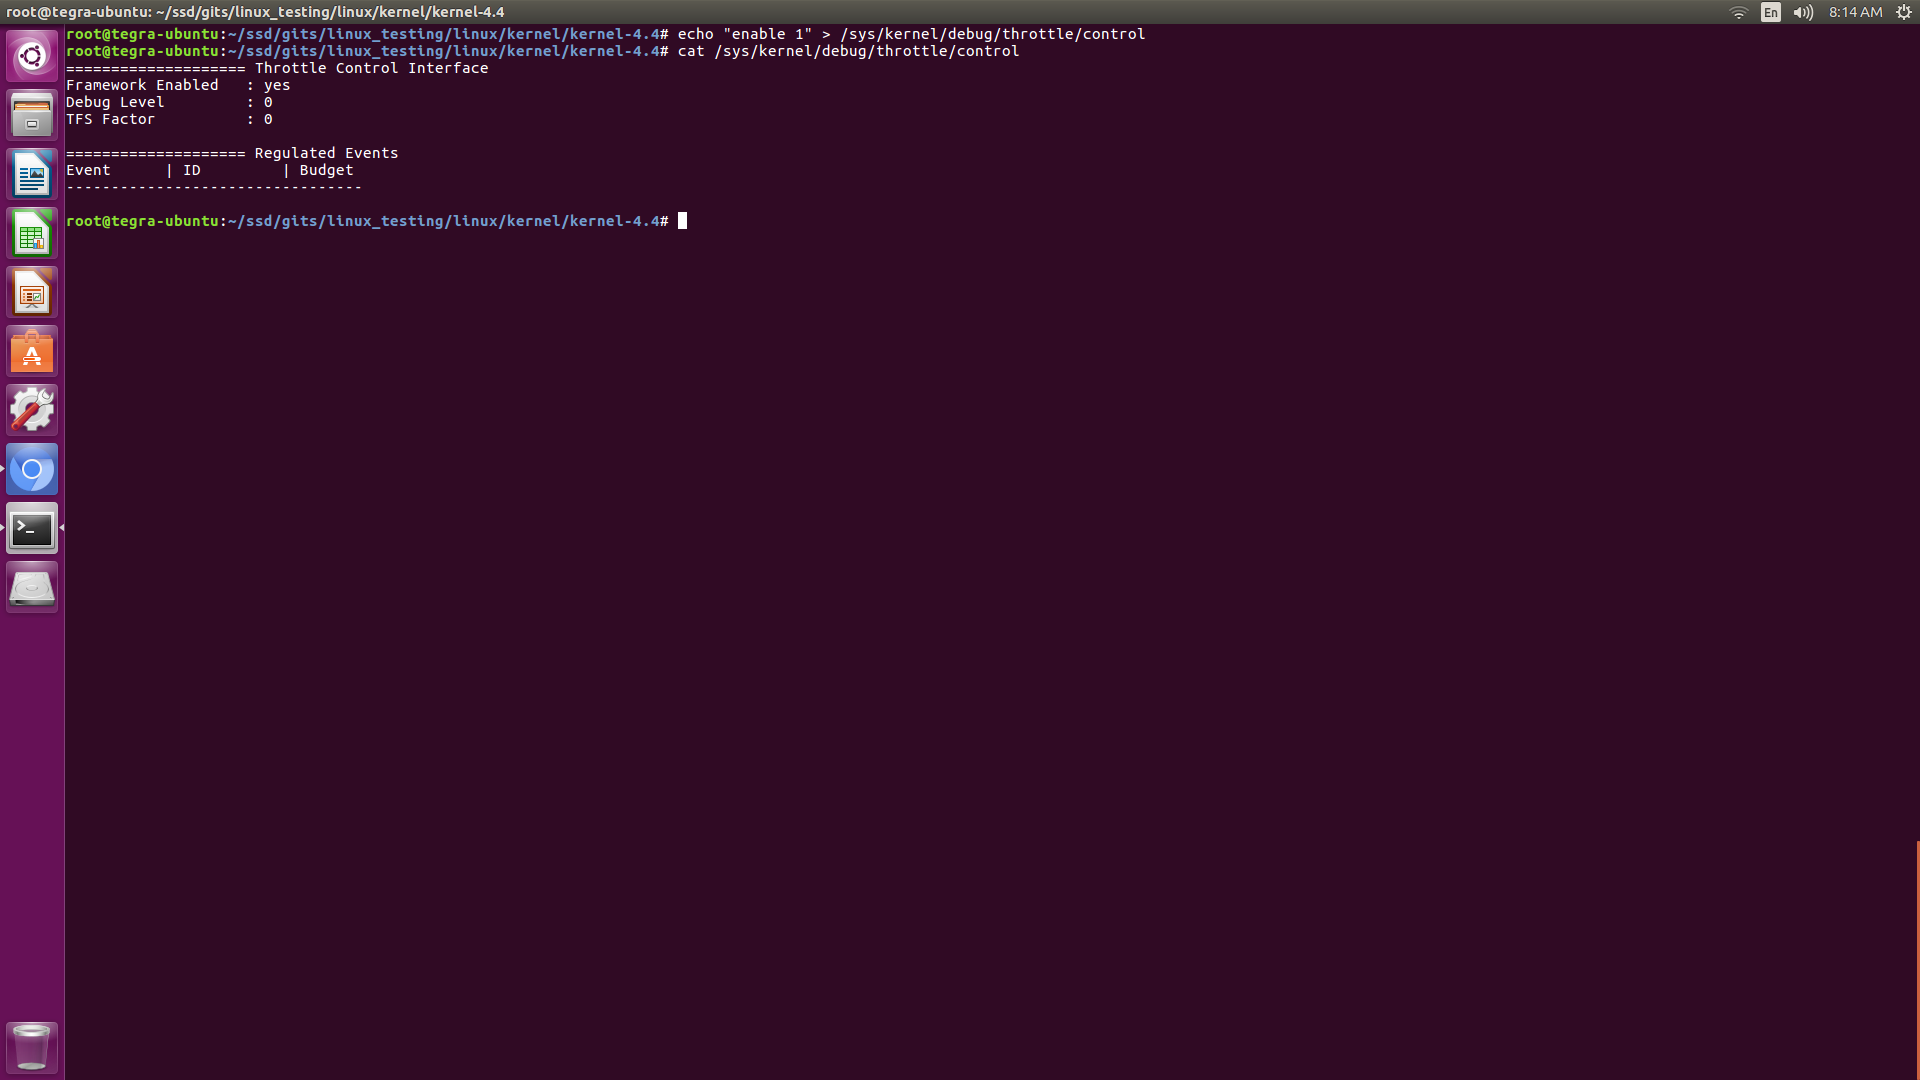 root@tegra-ubuntu: ~/ssd/gits/linux_testing/linux/kernel/kernel-4.4
En
8:14 AM
root@tegra-ubuntu:~/ssd/gits/linux_testing/linux/kernel/kernel-4.4# echo "enable 1" > /sys/kernel/debug/throttle/control
root@tegra-ubuntu:~/ssd/gits/linux_testing/linux/kernel/kernel-4.4# cat /sys/kernel/debug/throttle/control
==================== Throttle Control Interface
Framework Enabled   : yes
Debug Level         : 0
TFS Factor          : 0
==================== Regulated Events
Event      | ID         | Budget
---------------------------------
root@tegra-ubuntu:~/ssd/gits/linux_testing/linux/kernel/kernel-4.4#